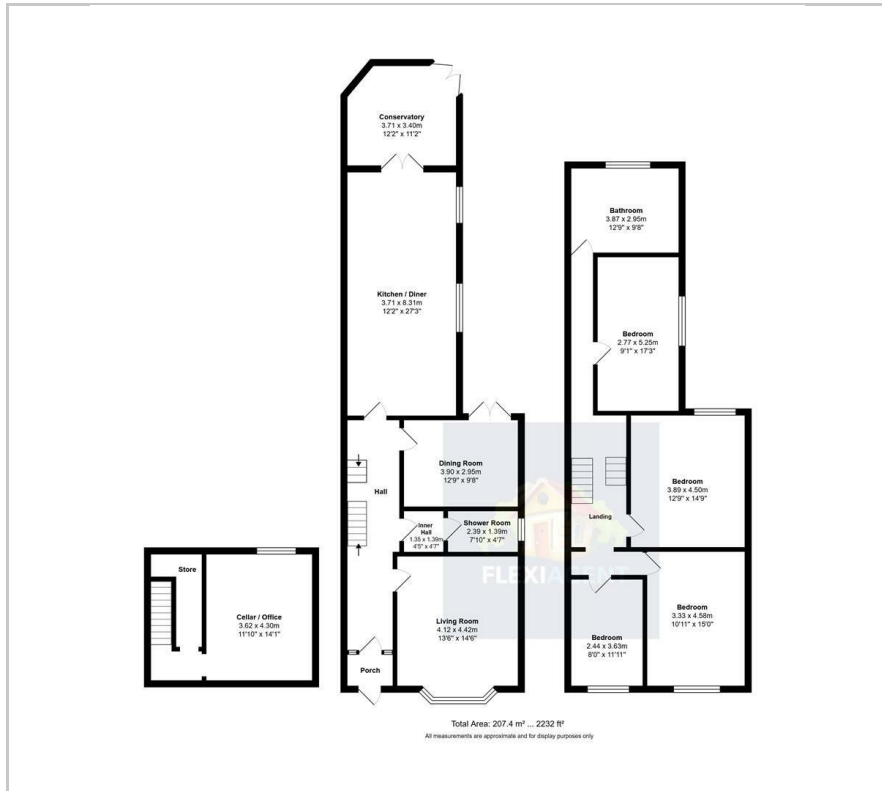 Conservatory
3.71 x 3.40m
12'2" x 11'2"
Kitchen / Diner
3.71 x 8.31m
12'2" x 27'3"
Dining Room
3.90 x 2.95m
12'9" x 9'8"
Hall
Inner
Hall
1.35 x 1.39m
4'5" x 4'7"
Shower Room
2.39 x 1.39m
7'10" x 4'7"
Living Room
4.12 x 4.42m
13'6" x 14'6"
Porch
Store
Cellar / Office
3.62 x 4.30m
11'10" x 14'1"
Bathroom
3.87 x 2.95m
12'9" x 9'8"
Bedroom
2.77 x 5.25m
9'1" x 17'3"
Bedroom
3.89 x 4.50m
12'9" x 14'9"
Landing
Bedroom
3.33 x 4.58m
10'11" x 15'0"
Bedroom
2.44 x 3.63m
8'0" x 11'11"
FLEXIAGENT
Total Area: 207.4 m² ... 2232 ft²
All measurements are approximate and for display purposes only